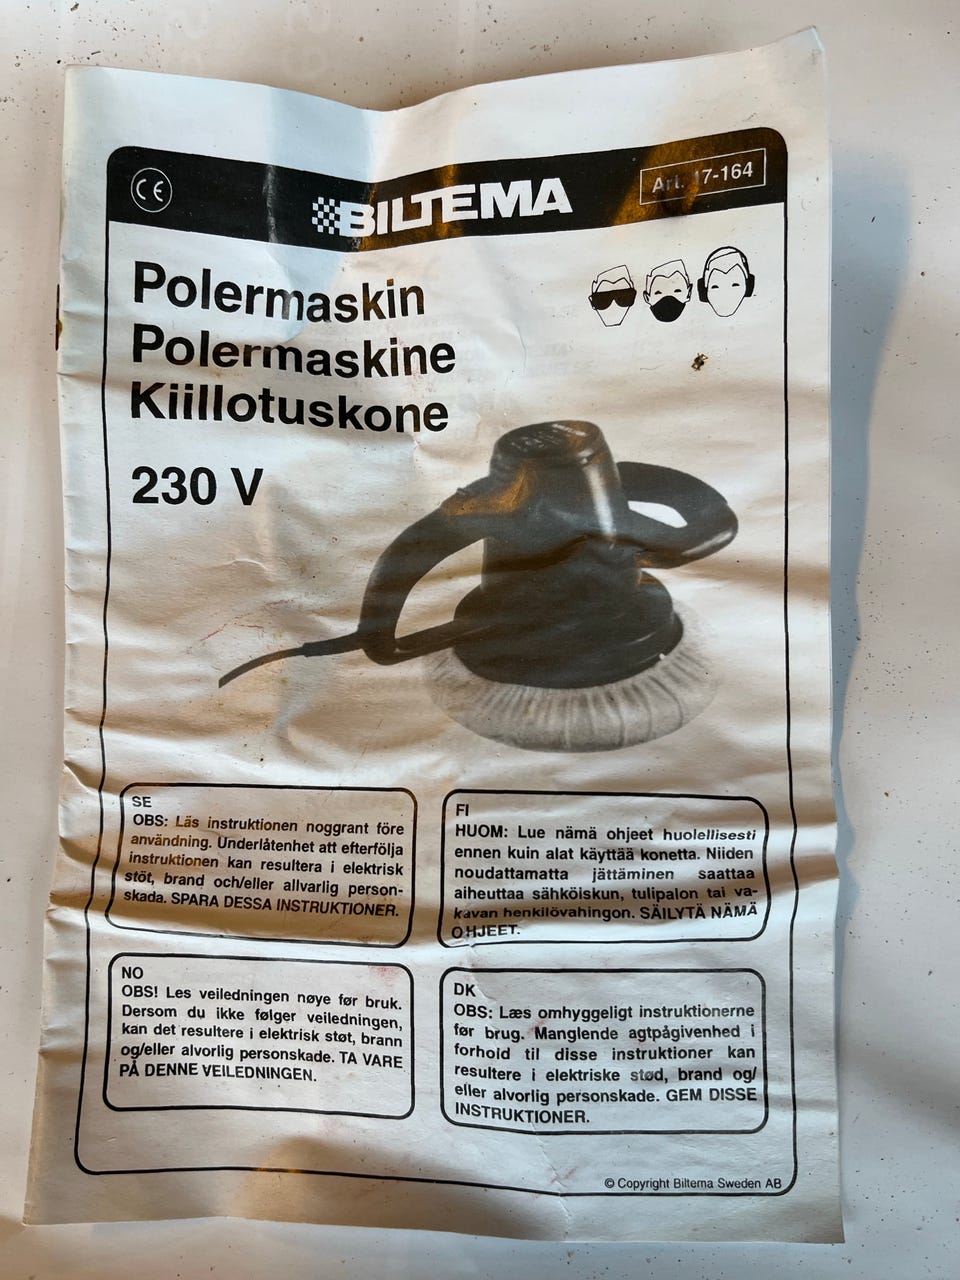 CE
BILTEMA
Art. 17-164
Polermaskin
Polermaskine
Kiillotuskone
230 V
SE
OBS: Läs instruktionen noggrant före
användning. Underlåtenhet att efterfölja
instruktionen kan resultera i elektrisk
stöt, brand och/eller allvarlig person-
skada. SPARA DESSA INSTRUKTIONER.
FI
HUOM: Lue nämä ohjeet huolellisesti
ennen kuin alat käyttää konetta. Niiden
noudattamatta jättäminen saattaa
aiheuttaa sähköiskun, tulipalon tai va-
kavan henkilövahingon. SÄILYTÄ NÄMÄ
OHJEET.
NO
OBS! Les veiledningen nøye før bruk.
Dersom du ikke følger veiledningen,
kan det resultere i elektrisk støt, brann
og/eller alvorlig personskade. TA VARE
PÅ DENNE VEILEDNINGEN.
DK
OBS: Læs omhyggeligt instruktionerne
før brug. Manglende agtpågivenhed i
forhold til disse instruktioner kan
resultere i elektriske stød, brand og/
eller alvorlig personskade. GEM DISSE
INSTRUKTIONER.
© Copyright Biltema Sweden AB